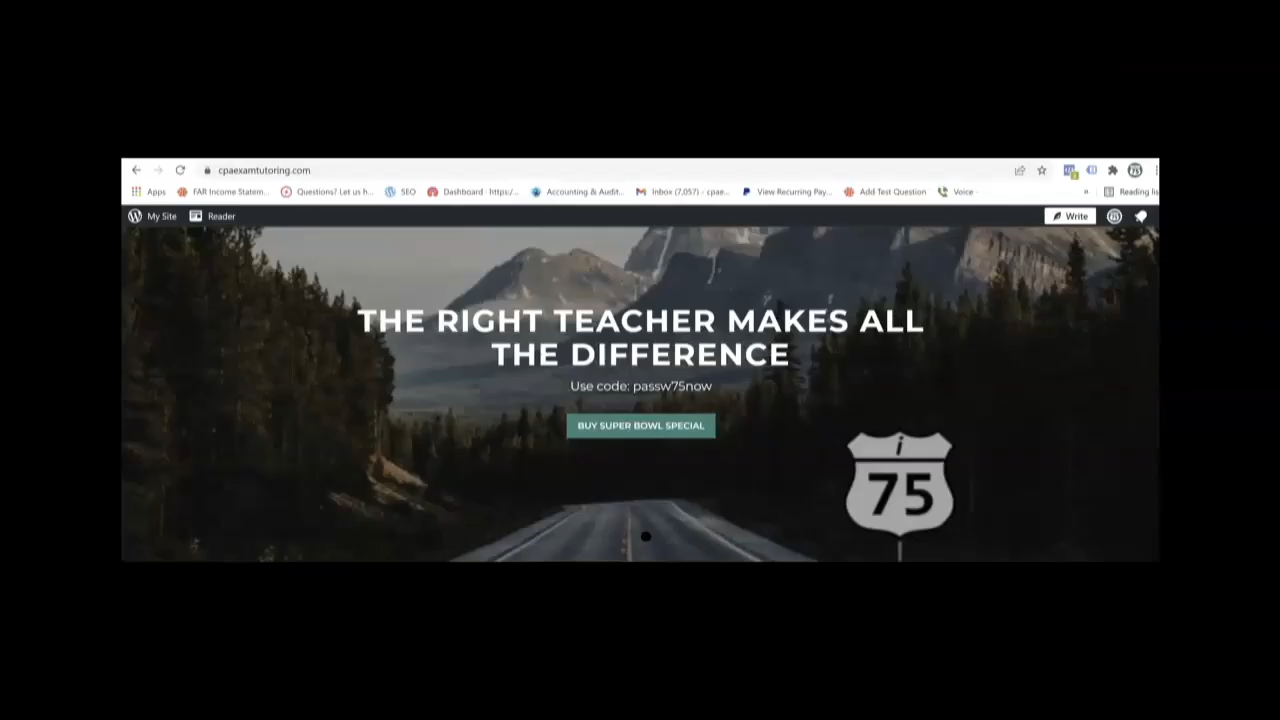 cpaexamtutoring.com
Apps FAR Income Statem... Questions? Let us h... SEO Dashboard · https:/... Accounting & Audit... Inbox (7,057) - cpae... View Recurring Pay... Add Test Question Voice » Reading lis
My Site Reader Write
THE RIGHT TEACHER MAKES ALL
THE DIFFERENCE
Use code: passw75now
BUY SUPER BOWL SPECIAL
i
75